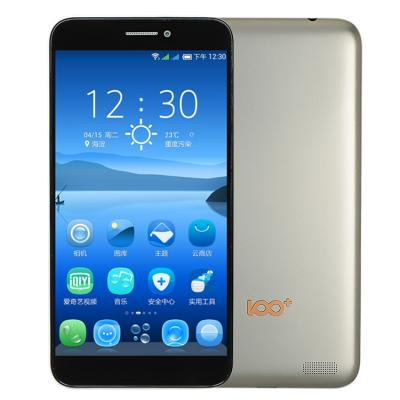 下午 12:30
12:30
04/15 周二
海淀
23℃
重度污染
相机
图库
主题
云商店
iQIYI
爱奇艺视频
音乐
安全中心
实用工具
100+